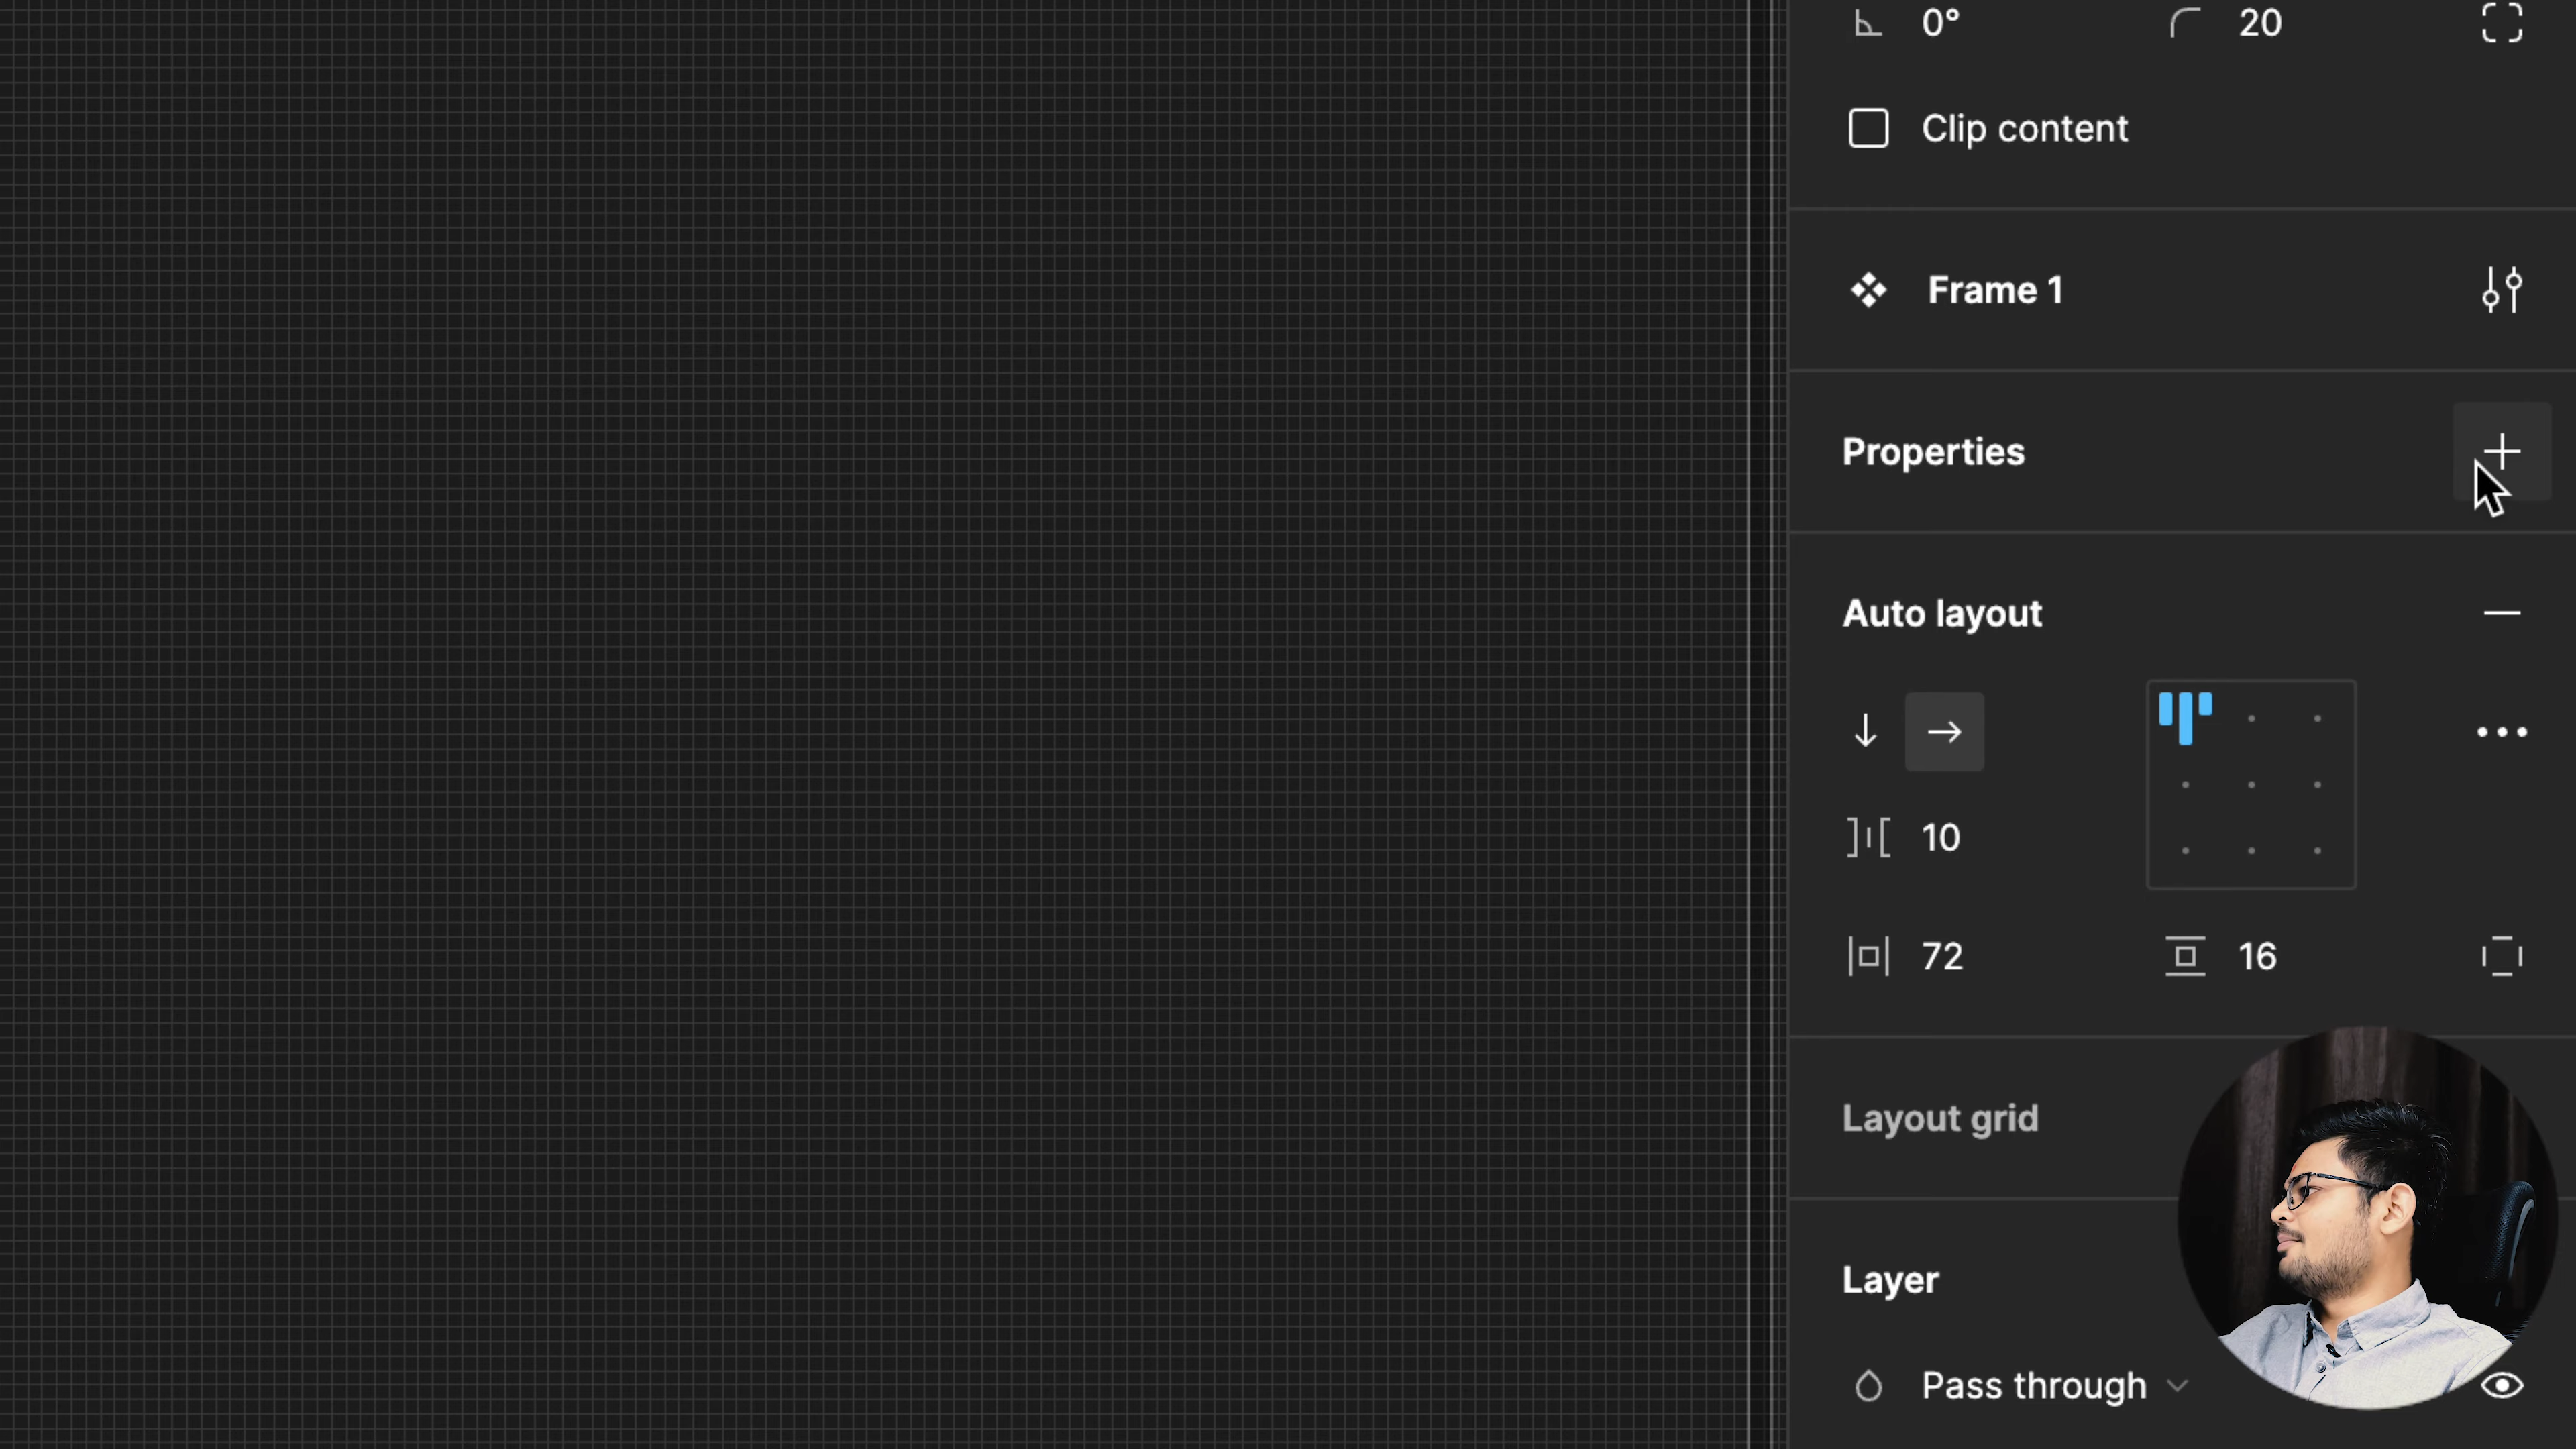 0° 20
Clip content
Frame 1
Properties
Auto layout
10
72 16
Layout grid
Layer
Pass through